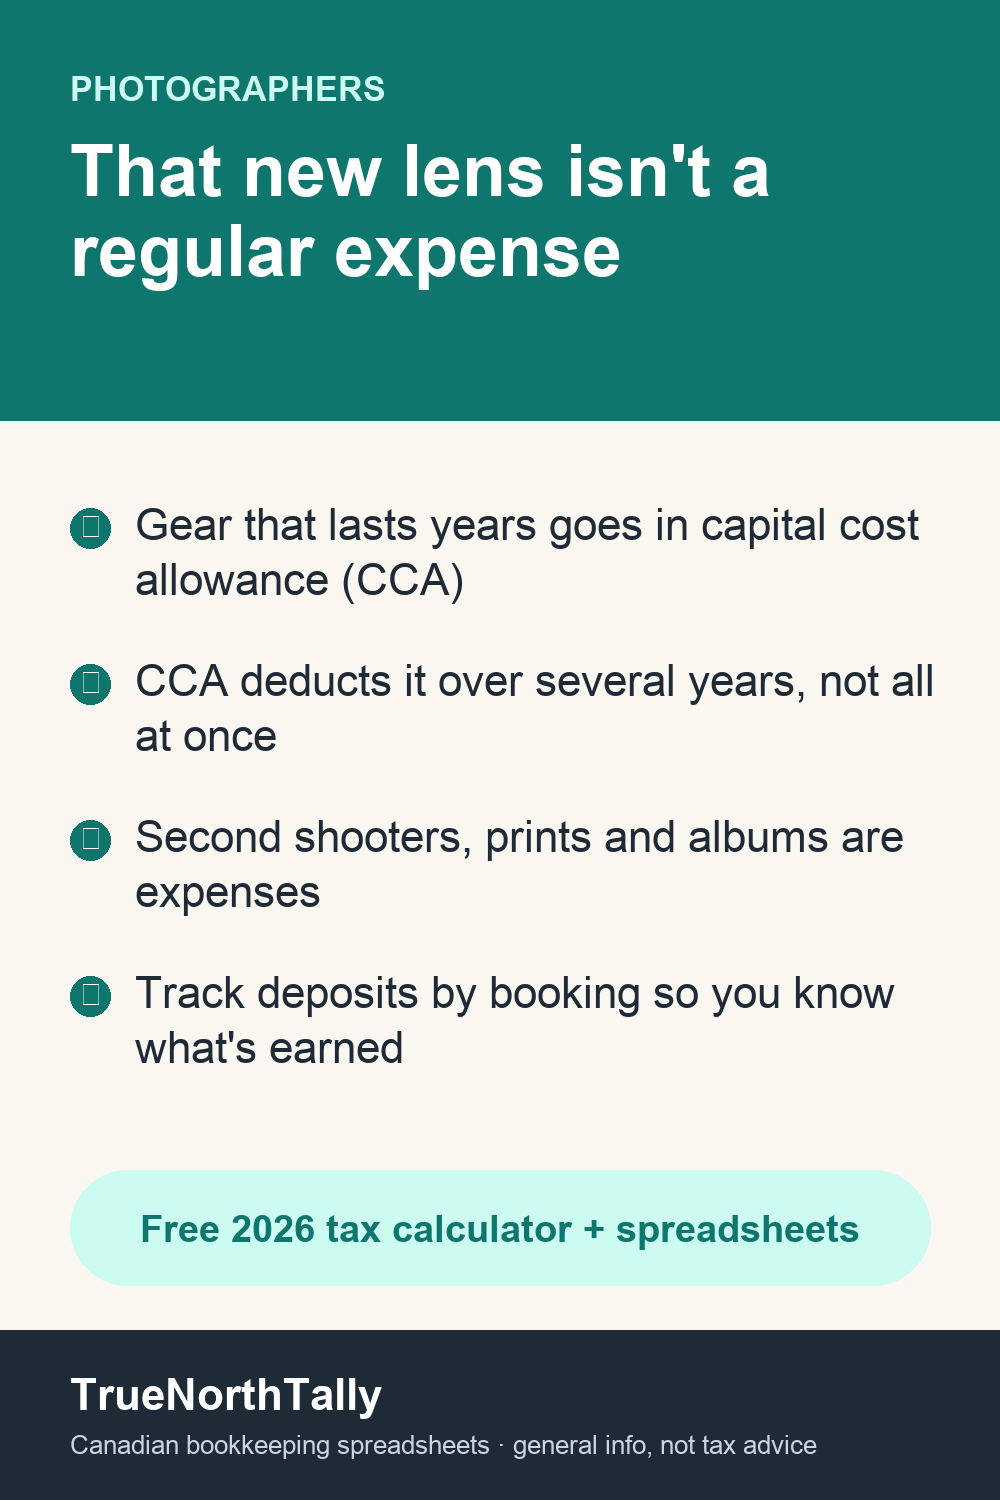 PHOTOGRAPHERS
That new lens isn't a
regular expense
Gear that lasts years goes in capital cost
allowance (CCA)
CCA deducts it over several years, not all
at once
Second shooters, prints and albums are
expenses
Track deposits by booking so you know
what's earned
Free 2026 tax calculator + spreadsheets
TrueNorthTally
Canadian bookkeeping spreadsheets · general info, not tax advice